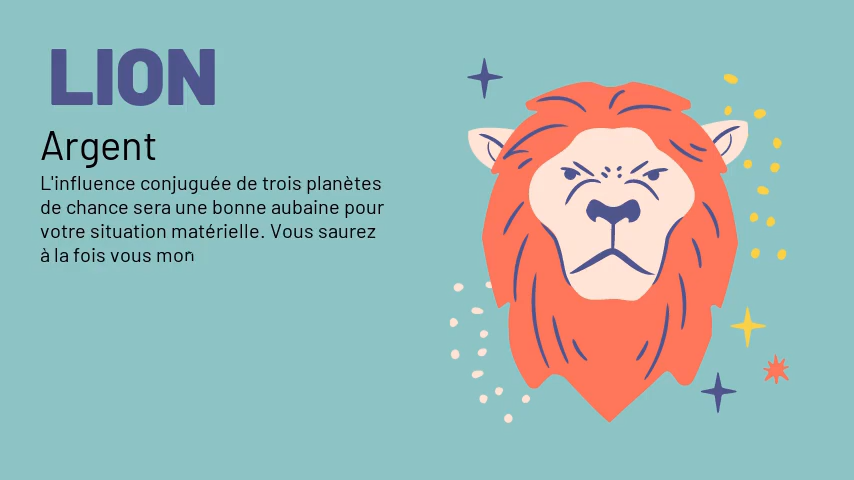 LION
Argent
L'influence conjuguée de trois planètes
de chance sera une bonne aubaine pour
votre situation matérielle. Vous saurez
à la fois vous mon